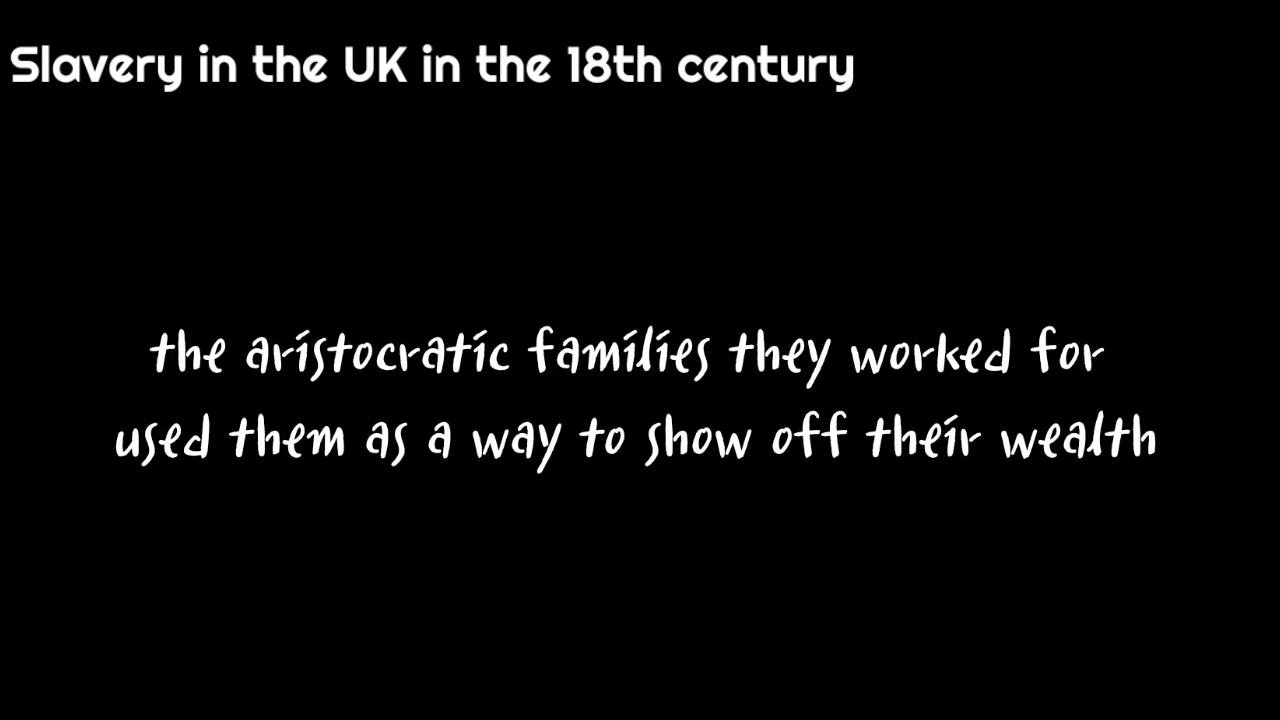 Slavery in the UK in the 18th century
the aristocratic families they worked for
used them as a way to show off their wealth